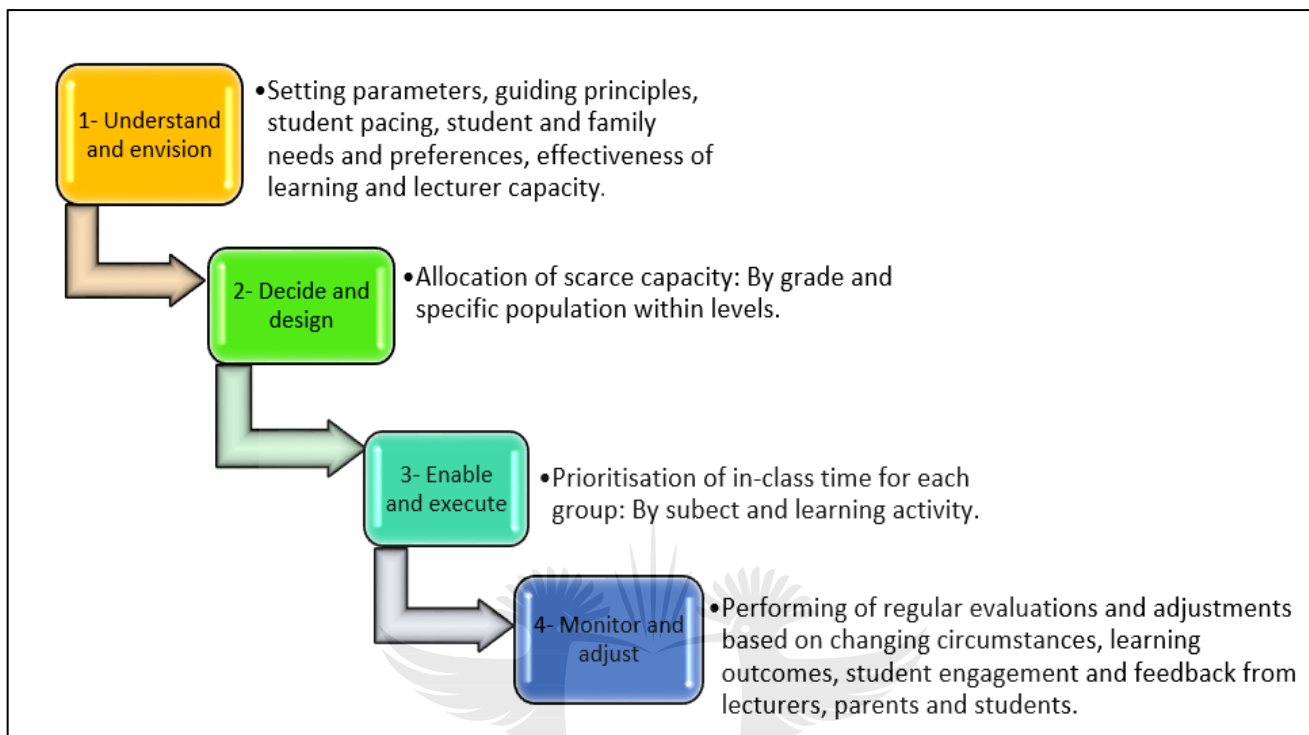 1- Understand
and envision
•Setting parameters, guiding principles,
student pacing, student and family
needs and preferences, effectiveness of
learning and lecturer capacity.
2- Decide and
design
•Allocation of scarce capacity: By grade and
specific population within levels.
3- Enable
and execute
•Prioritisation of in-class time for each
group: By subect and learning activity.
4- Monitor and
adjust
•Performing of regular evaluations and adjustments
based on changing circumstances, learning
outcomes, student engagement and feedback from
lecturers, parents and students.